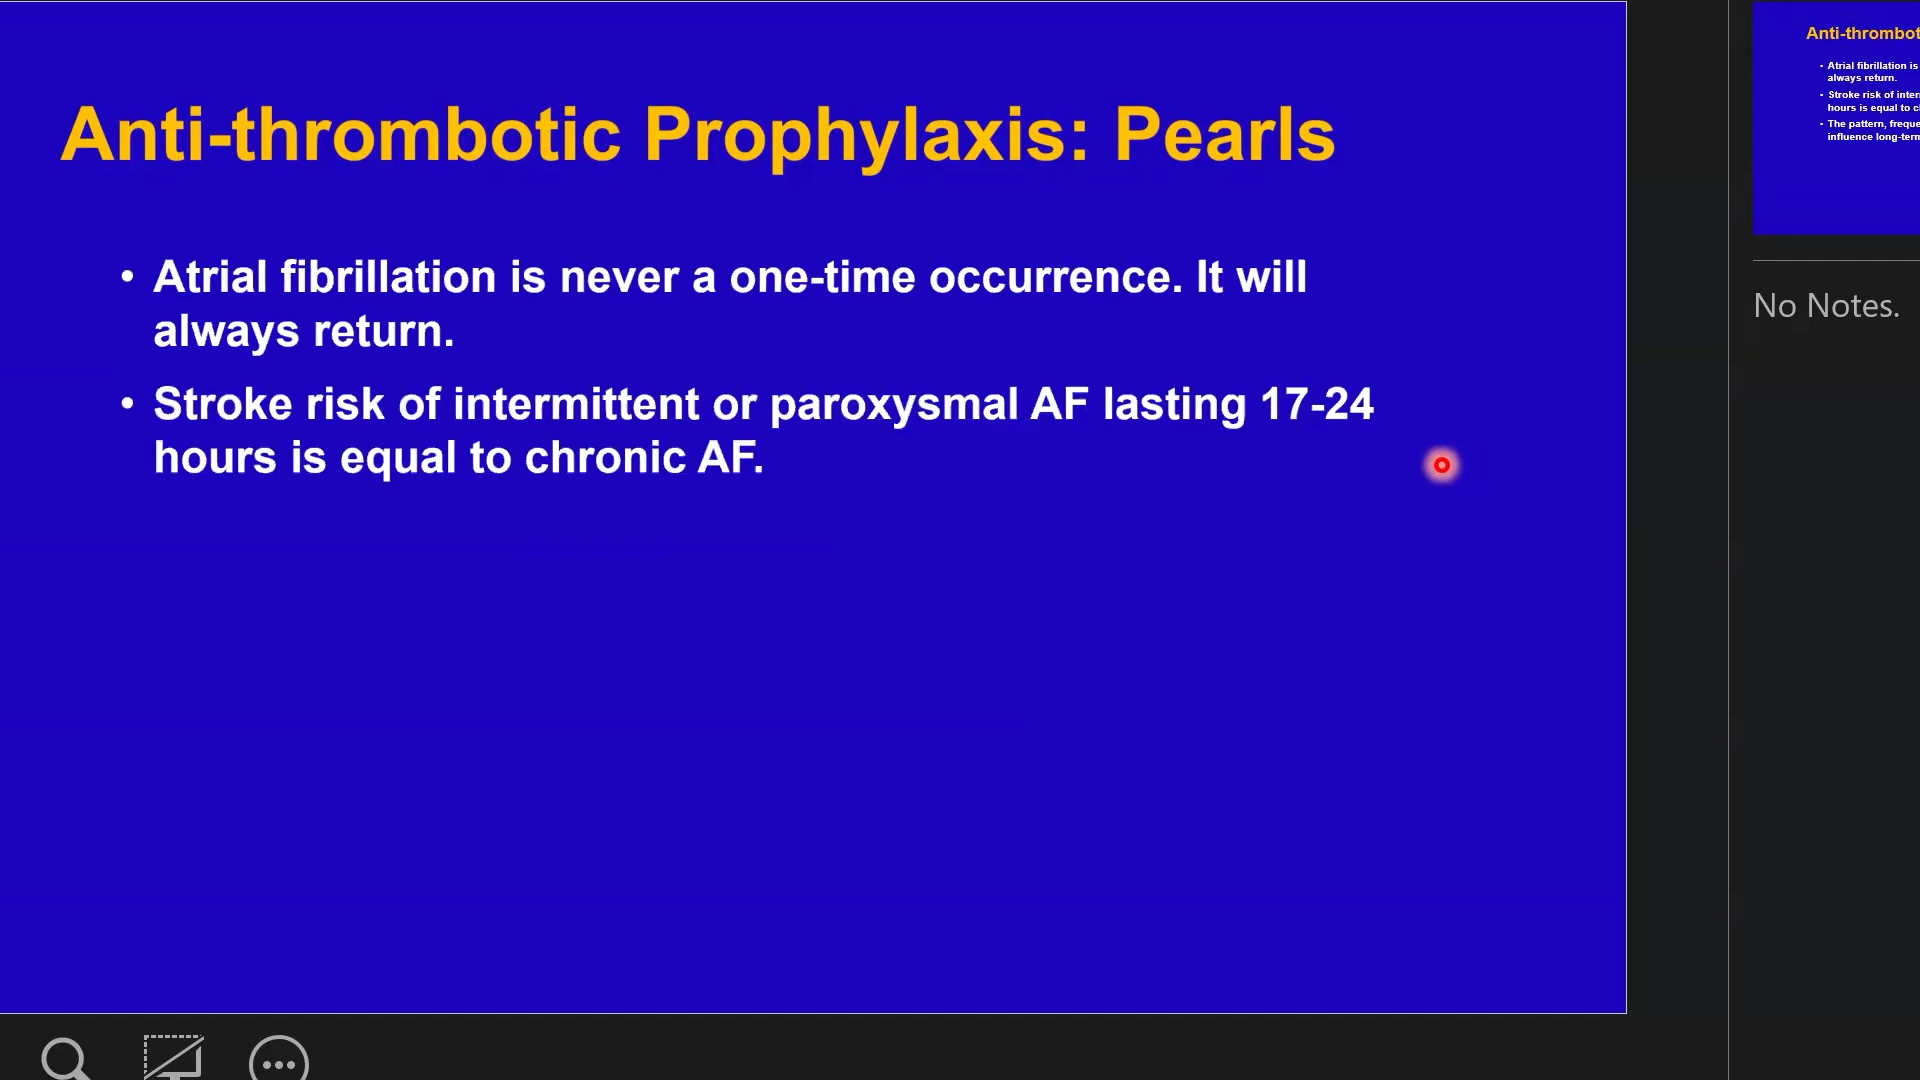 Anti-thrombotic Prophylaxis: Pearls
• Atrial fibrillation is never a one-time occurrence. It will
always return.
• Stroke risk of intermittent or paroxysmal AF lasting 17-24
hours is equal to chronic AF.
Anti-thrombot
• Atrial fibrillation is
always return.
• Stroke risk of inter
hours is equal to c
• The pattern, freque
influence long-term
No Notes.